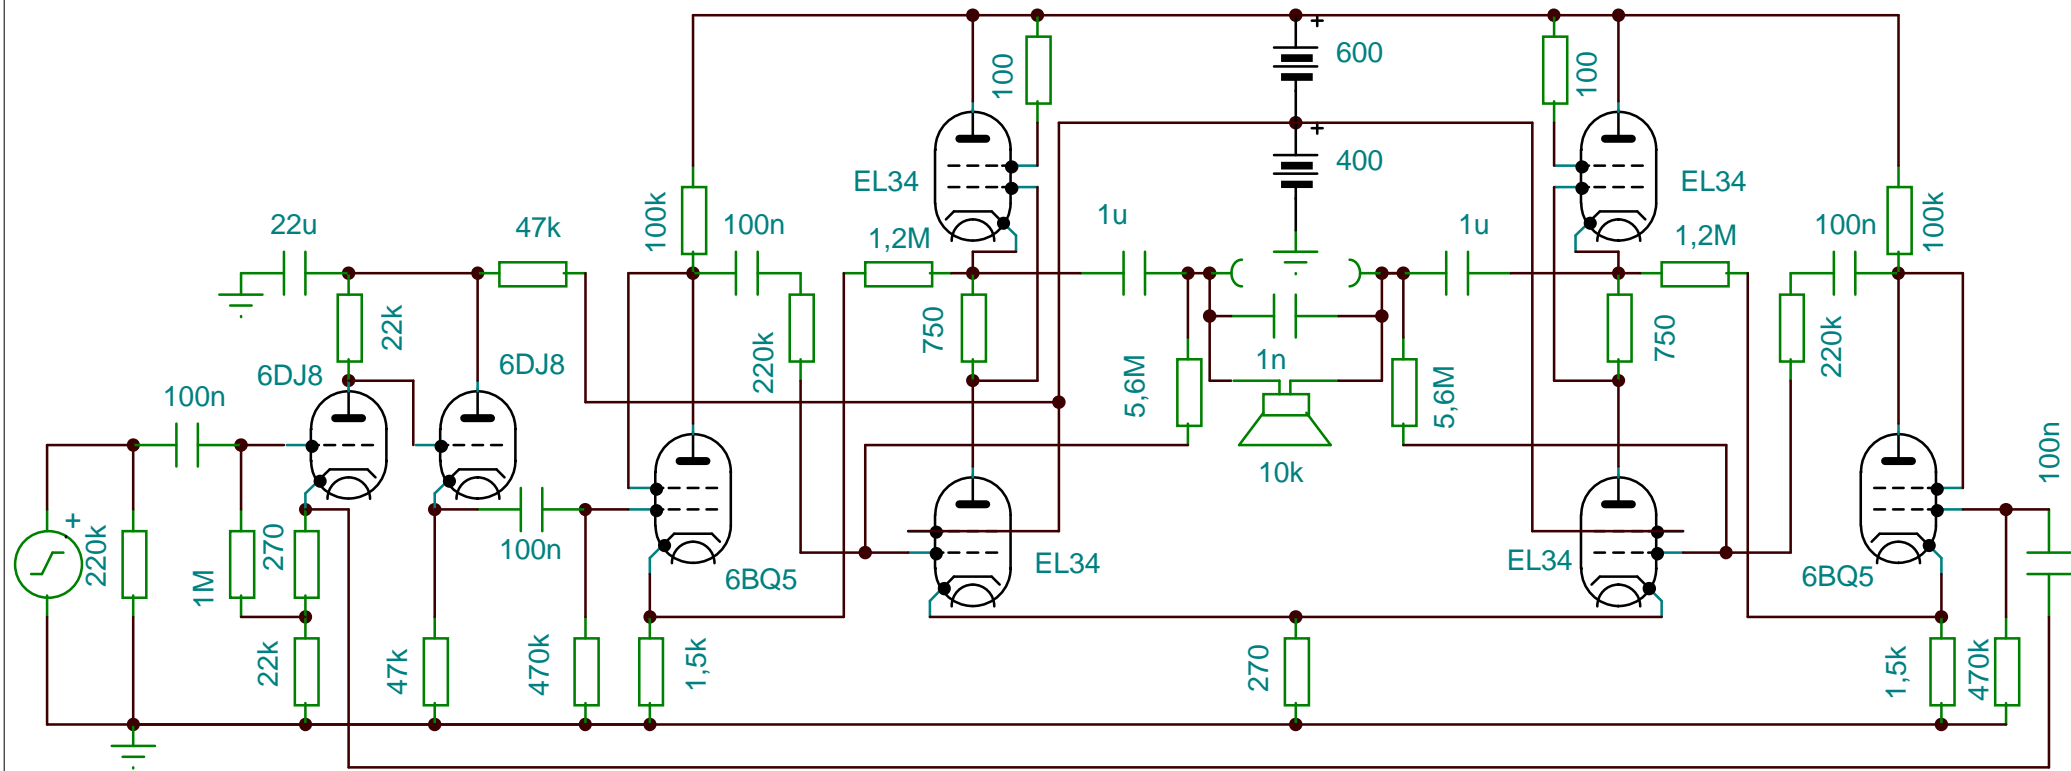 600
100
100
400
EL34
EL34
22u
47k
100k
100n
1,2M
1u
1u
1,2M
100n
100k
22k
750
750
220k
220k
6DJ8
6DJ8
1n
100n
5,6M
5,6M
10k
100n
+
+
+
220k
1M
270
100n
6BQ5
EL34
EL34
6BQ5
22k
47k
470k
1,5k
270
1,5k
470k